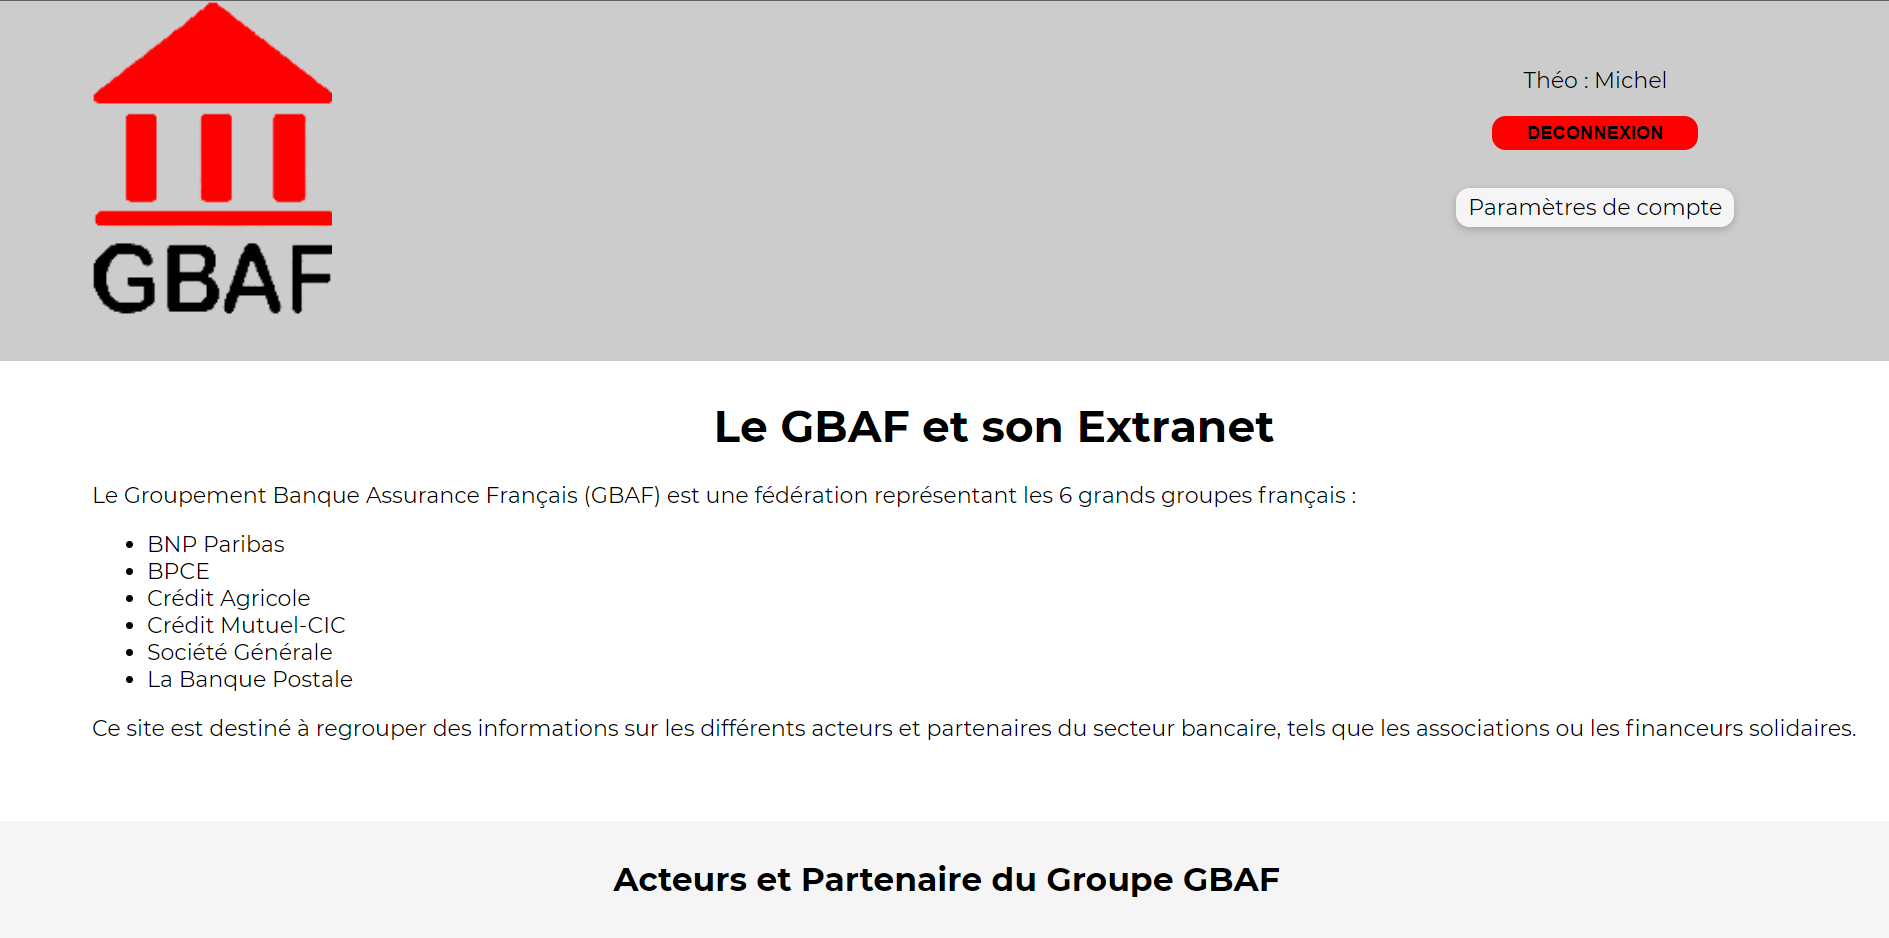 GBAF
Théo : Michel
DECONNEXION
Paramètres de compte
Le GBAF et son Extranet
Le Groupement Banque Assurance Français (GBAF) est une fédération représentant les 6 grands groupes français :
• BNP Paribas
• BPCE
• Crédit Agricole
• Crédit Mutuel-CIC
• Société Générale
• La Banque Postale
Ce site est destiné à regrouper des informations sur les différents acteurs et partenaires du secteur bancaire, tels que les associations ou les financeurs solidaires.
Acteurs et Partenaire du Groupe GBAF